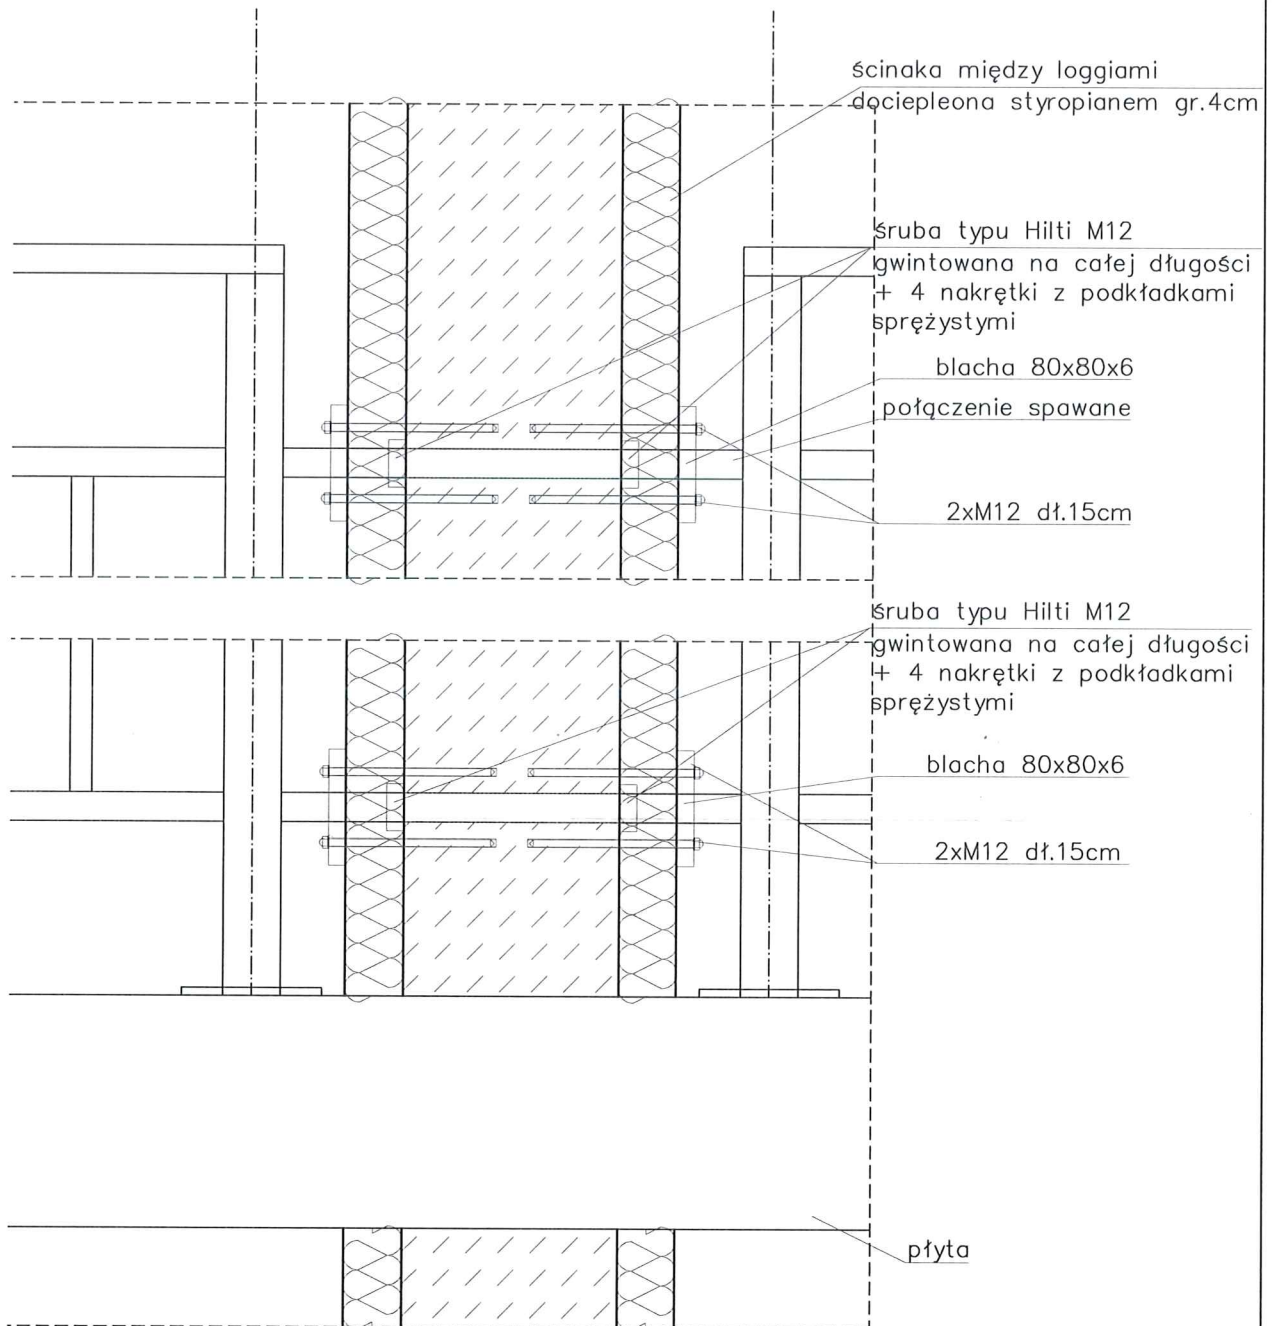 ścinaka między loggiami
dociepleona styropianem gr.4cm
śruba typu Hilti M12
gwintowana na całej długości
+ 4 nakrętki z podkładkami
sprężystymi
blacha 80x80x6
połączenie spawane
2xM12 dł.15cm
śruba typu Hilti M12
gwintowana na całej długości
+ 4 nakrętki z podkładkami
sprężystymi
blacha 80x80x6
2xM12 dł.15cm
płyta